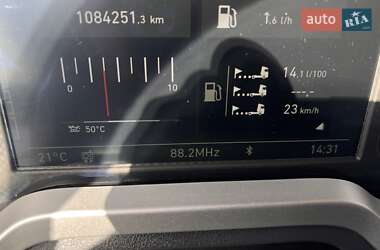 1084251.3 km
1.6 l/h
auto RIA
0 10
14,1 l/100
--,-
23 km/h
50°C
21°C 88.2MHz 14:31